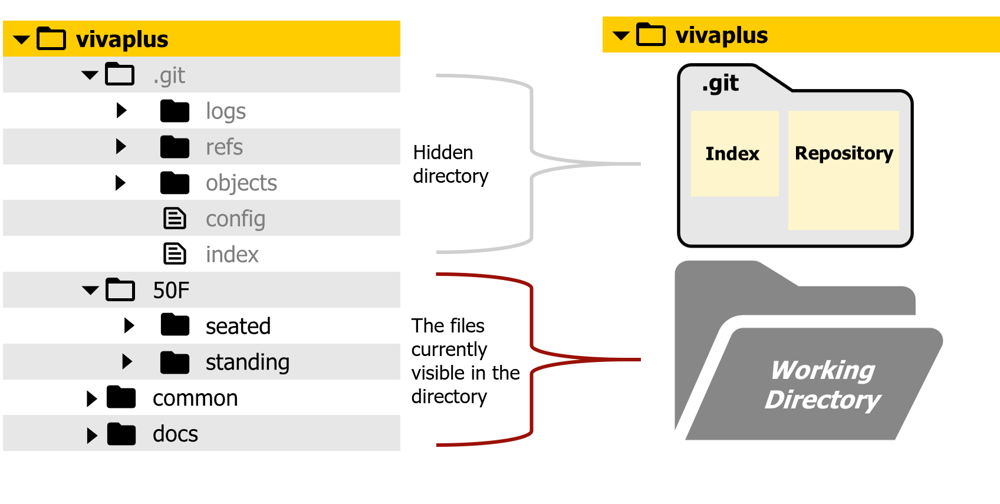 vivaplus
.git
logs
refs
objects
config
index
50F
seated
standing
common
docs
Hidden
directory
The files
currently
visible in the
directory
vivaplus
.git
Index
Repository
Working
Directory